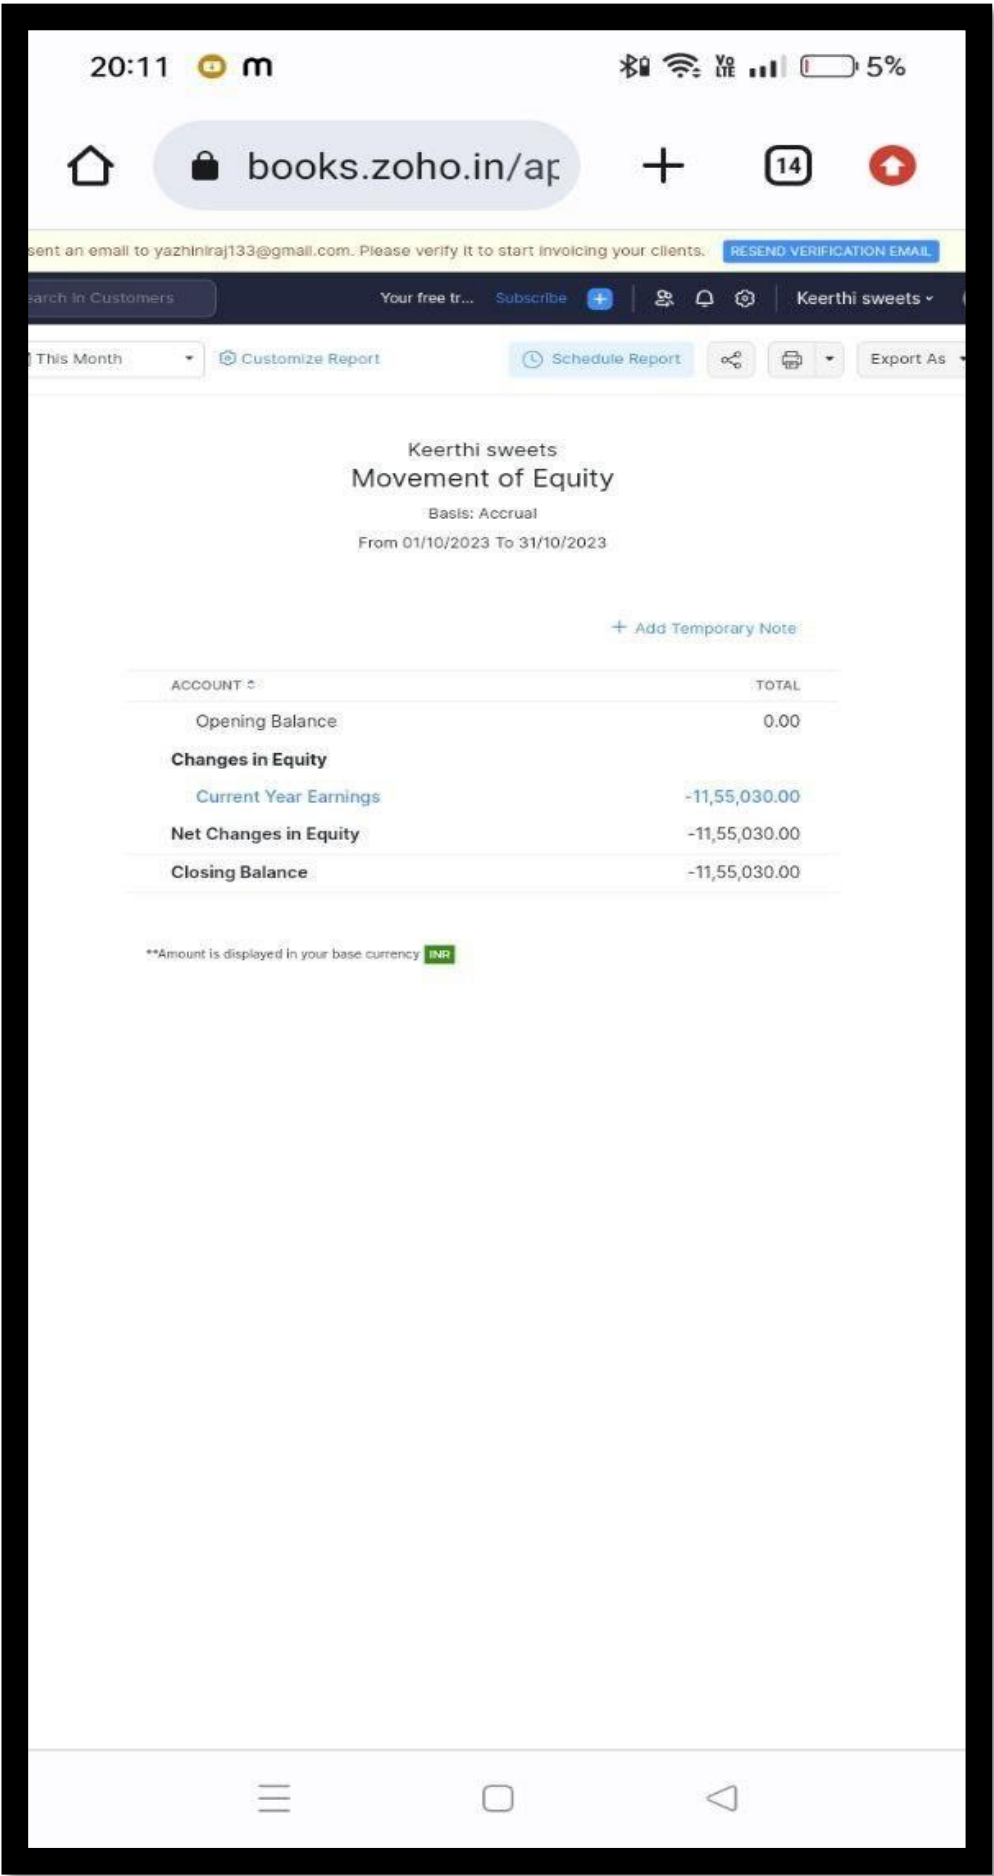 20:11 m Vo LTE 5%
books.zoho.in/ap 14
sent an email to yazhiniraj133@gmail.com. Please verify it to start invoicing your clients. RESEND VERIFICATION EMAIL
earch in Customers Your free tr... Subscribe + Keerthi sweets
This Month Customize Report Schedule Report Export As
Keerthi sweets
Movement of Equity
Basis: Accrual
From 01/10/2023 To 31/10/2023
+ Add Temporary Note
ACCOUNT TOTAL
Opening Balance 0.00
Changes in Equity
Current Year Earnings -11,55,030.00
Net Changes in Equity -11,55,030.00
Closing Balance -11,55,030.00
**Amount is displayed in your base currency INR